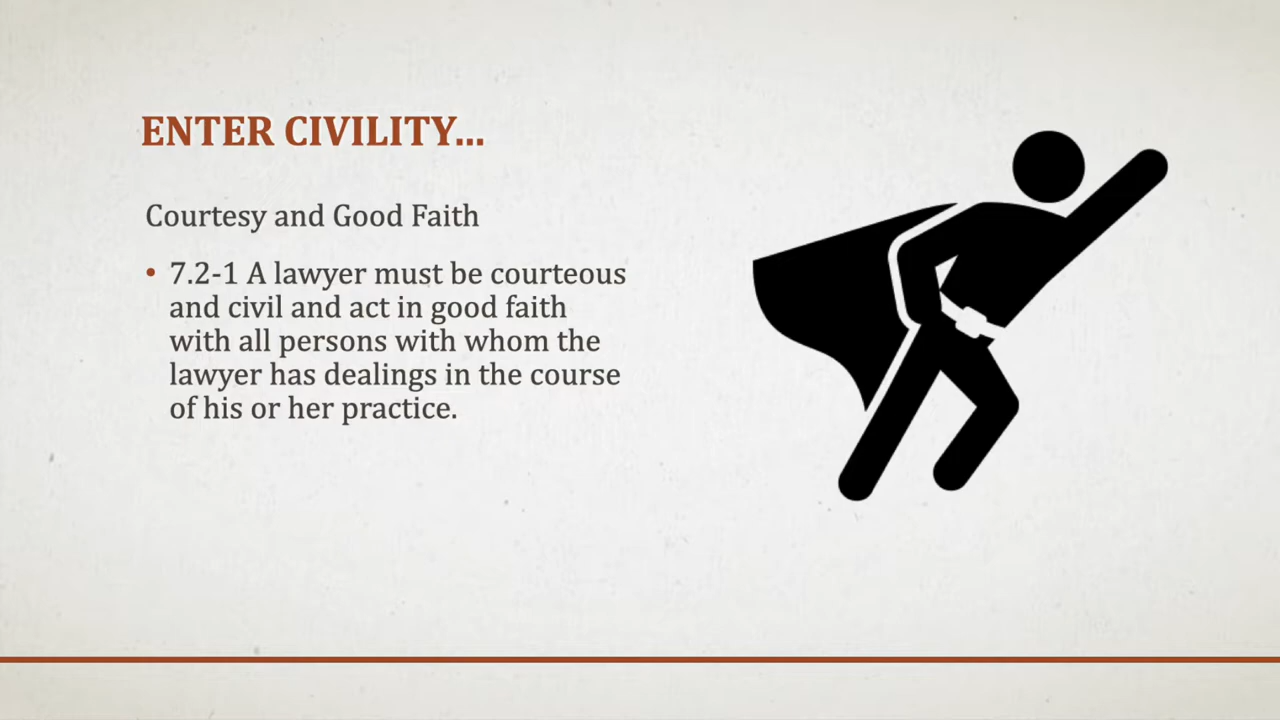 ENTER CIVILITY...
Courtesy and Good Faith
• 7.2-1 A lawyer must be courteous
and civil and act in good faith
with all persons with whom the
lawyer has dealings in the course
of his or her practice.